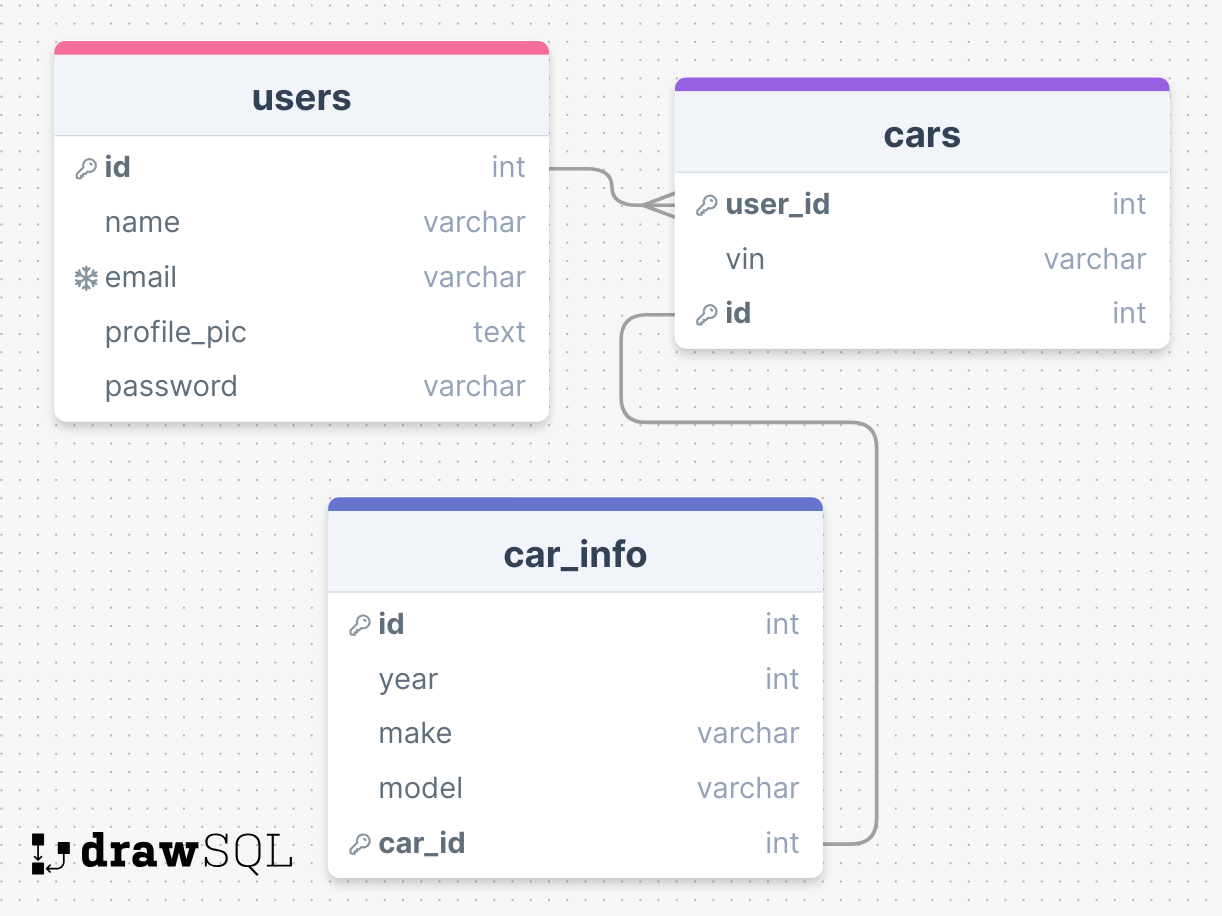 users
id int
name varchar
email varchar
profile_pic text
password varchar
cars
user_id int
vin varchar
id int
car_info
id int
year int
make varchar
model varchar
car_id int
drawSQL